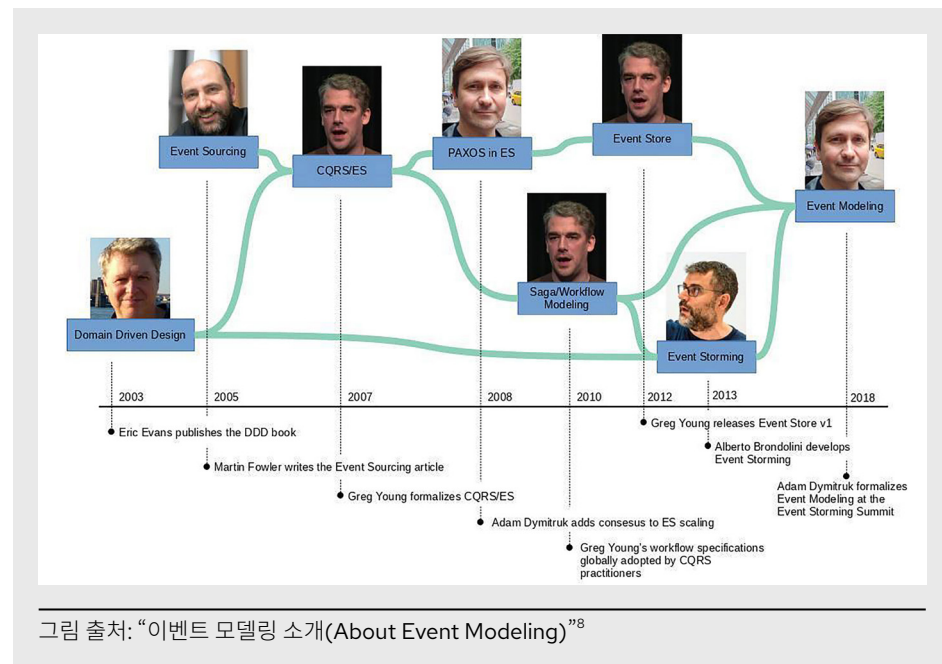 Event Sourcing
CQRS/ES
PAXOS in ES
Event Store
Event Modeling
Saga/Workflow
Modeling
Domain Driven Design
Event Storming
2003
2005
2007
2008
2010
2012
2013
2018
Eric Evans publishes the DDD book
Martin Fowler writes the Event Sourcing article
Greg Young formalizes CQRS/ES
Adam Dymitruk adds consesus to ES scaling
Greg Young's workflow specifications
globally adopted by CQRS
practitioners
Greg Young releases Event Store v1
Alberto Brondolini develops
Event Storming
Adam Dymitruk formalizes
Event Modeling at the
Event Storming Summit
그림 출처: “이벤트 모델링 소개(About Event Modeling)”⁸